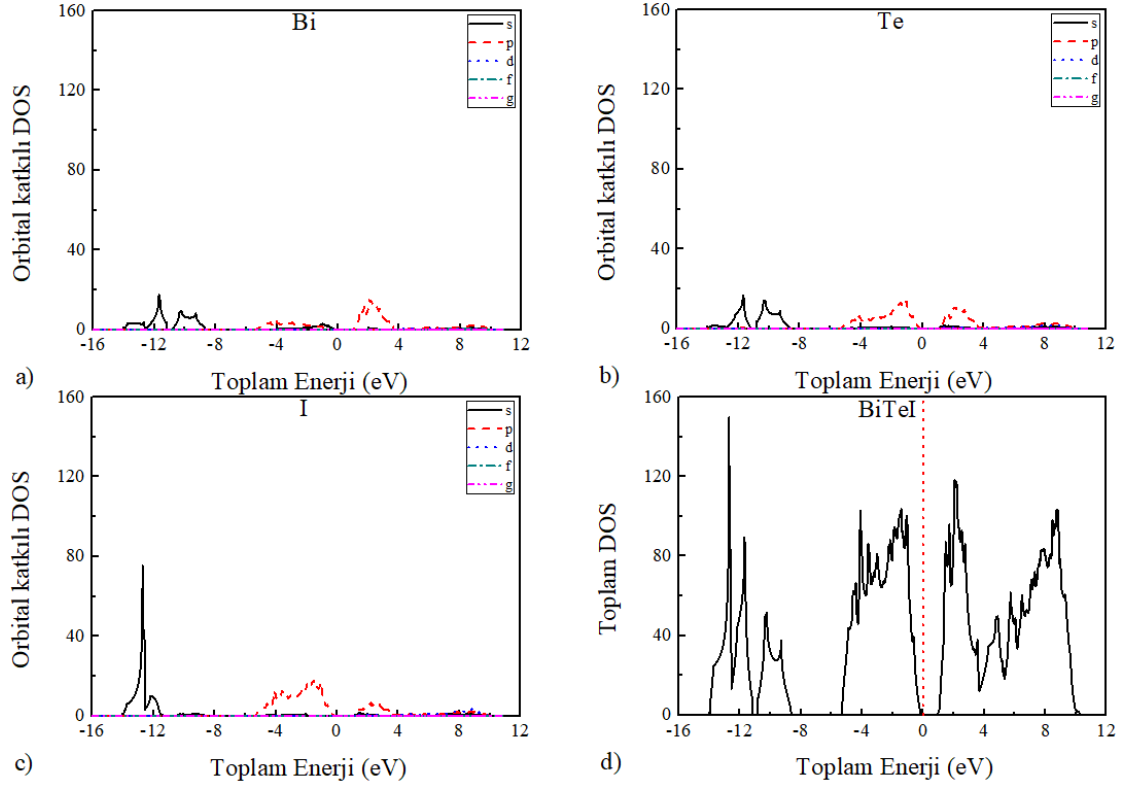 Bi
s
p
d
f
g
160
120
80
40
0
-16 -12 -8 -4 0 4 8 12
Orbital katkılı DOS
Toplam Enerji (eV)
a)
Te
s
p
d
f
g
160
120
80
40
0
-16 -12 -8 -4 0 4 8 12
Orbital katkılı DOS
Toplam Enerji (eV)
b)
I
s
p
d
f
g
160
120
80
40
0
-16 -12 -8 -4 0 4 8 12
Orbital katkılı DOS
Toplam Enerji (eV)
c)
BiTeI
160
120
80
40
0
-16 -12 -8 -4 0 4 8 12
Toplam DOS
Toplam Enerji (eV)
d)